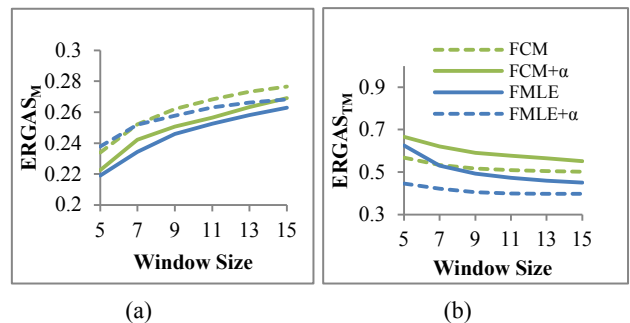 0.3
0.28
0.26
0.24
0.22
0.2
ERGAS_M
5 7 9 11 13 15
Window Size
(a)
FCM
FCM+α
FMLE
FMLE+α
0.9
0.7
0.5
0.3
ERGAS_TM
5 7 9 11 13 15
Window Size
(b)